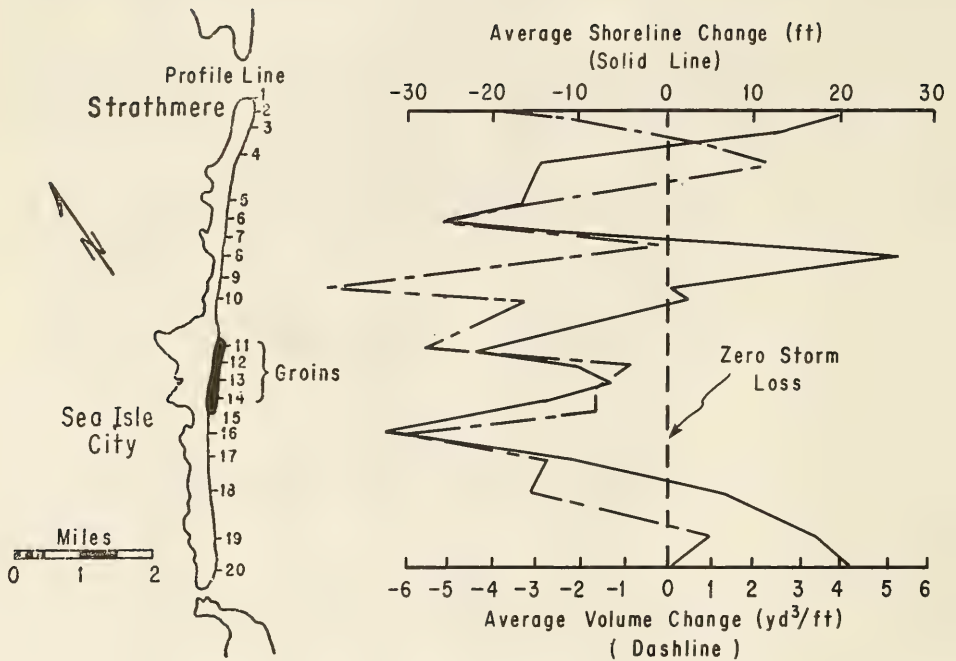 Profile Line
Strathmere
1
2
3
4
5
6
7
8
9
10
11
12
13
14
15
16
17
18
19
20
Groins
Sea Isle
City
Miles
0 1 2
Average Shoreline Change (ft)
(Solid Line)
-30 -20 -10 0 10 20 30
Zero Storm
Loss
-6 -5 -4 -3 -2 -1 0 1 2 3 4 5 6
Average Volume Change (yd³/ft)
( Dashline )